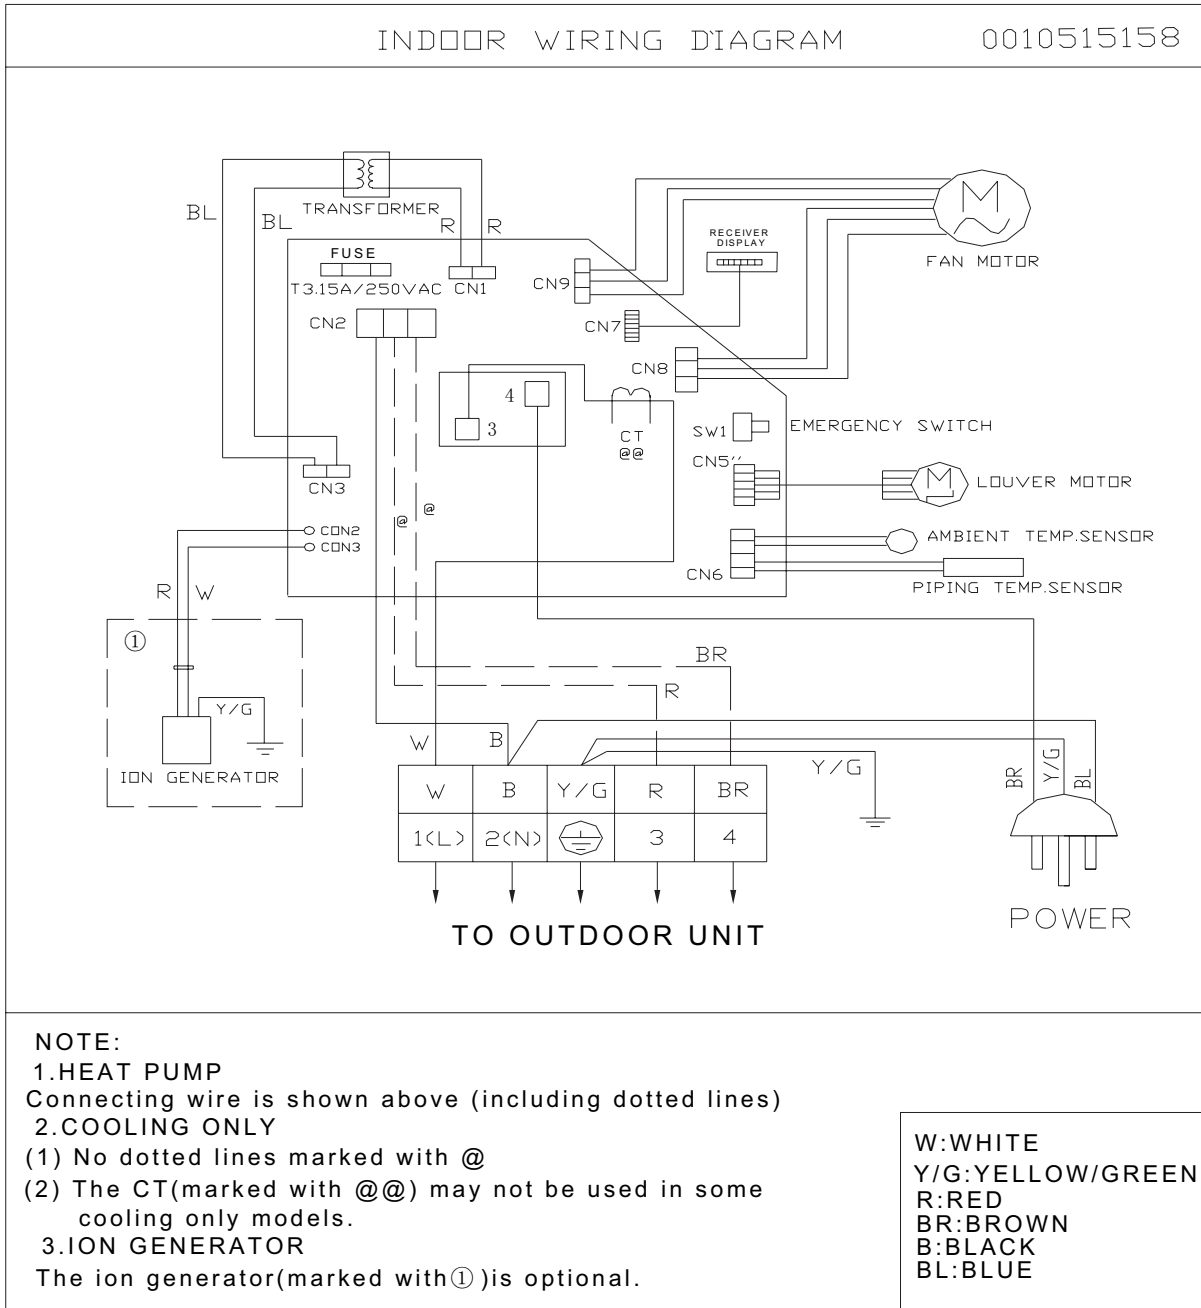 INDOOR WIRING DIAGRAM 0010515158
TRANSFORMER
BL
BL
R
R
FUSE
T3.15A/250VAC
CN1
CN2
CN9
RECEIVER
DISPLAY
FAN MOTOR
M
CN7
CN8
4
3
CT
@@
SW1
EMERGENCY SWITCH
CN5''
M
LOUVER MOTOR
CN3
@
@
CON2
CON3
AMBIENT TEMP.SENSOR
CN6
PIPING TEMP.SENSOR
R
W
①
Y/G
ION GENERATOR
BR
R
W
B
Y/G
BR
Y/G
BL
W B Y/G R BR
1(L) 2(N) 3 4
TO OUTDOOR UNIT
POWER
NOTE:
1.HEAT PUMP
Connecting wire is shown above (including dotted lines)
2.COOLING ONLY
(1) No dotted lines marked with @
(2) The CT(marked with @@) may not be used in some
cooling only models.
3.ION GENERATOR
The ion generator(marked with① )is optional.
W:WHITE
Y/G:YELLOW/GREEN
R:RED
BR:BROWN
B:BLACK
BL:BLUE